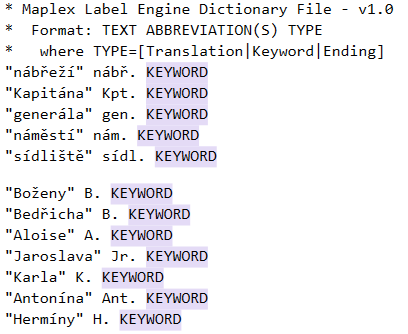 * Maplex Label Engine Dictionary File - v1.0
* Format: TEXT ABBREVIATION(S) TYPE
* where TYPE=[Translation|Keyword|Ending]
"nábřeží" nábř. KEYWORD
"Kapitána" Kpt. KEYWORD
"generála" gen. KEYWORD
"náměstí" nám. KEYWORD
"sídliště" sídl. KEYWORD
"Boženy" B. KEYWORD
"Bedřicha" B. KEYWORD
"Aloise" A. KEYWORD
"Jaroslava" Jr. KEYWORD
"Karla" K. KEYWORD
"Antonína" Ant. KEYWORD
"Hermíny" H. KEYWORD